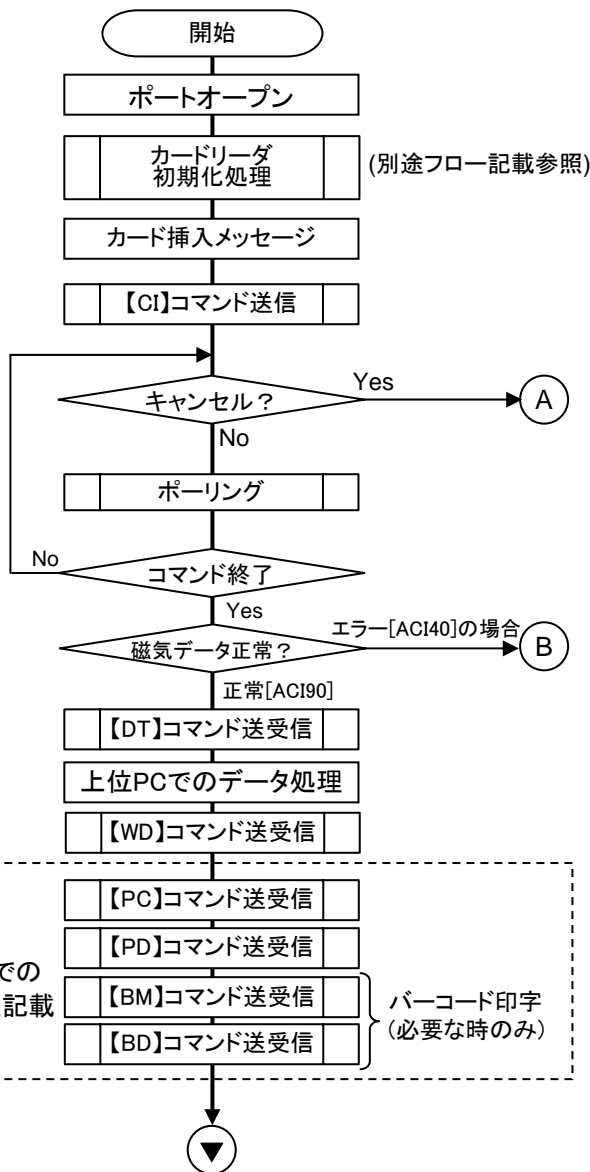 開始
ポートオープン
カードリーダ
初期化処理
(別途フロー記載参照)
カード挿入メッセージ
【CI】コマンド送信
キャンセル？
Yes
A
No
ポーリング
コマンド終了
No
Yes
磁気データ正常？
エラー[ACI40]の場合
B
正常[ACI90]
【DT】コマンド送受信
上位PCでのデータ処理
【WD】コマンド送受信
【PC】コマンド送受信
【PD】コマンド送受信
での
記載
【BM】コマンド送受信
【BD】コマンド送受信
バーコード印字
（必要な時のみ）
▼